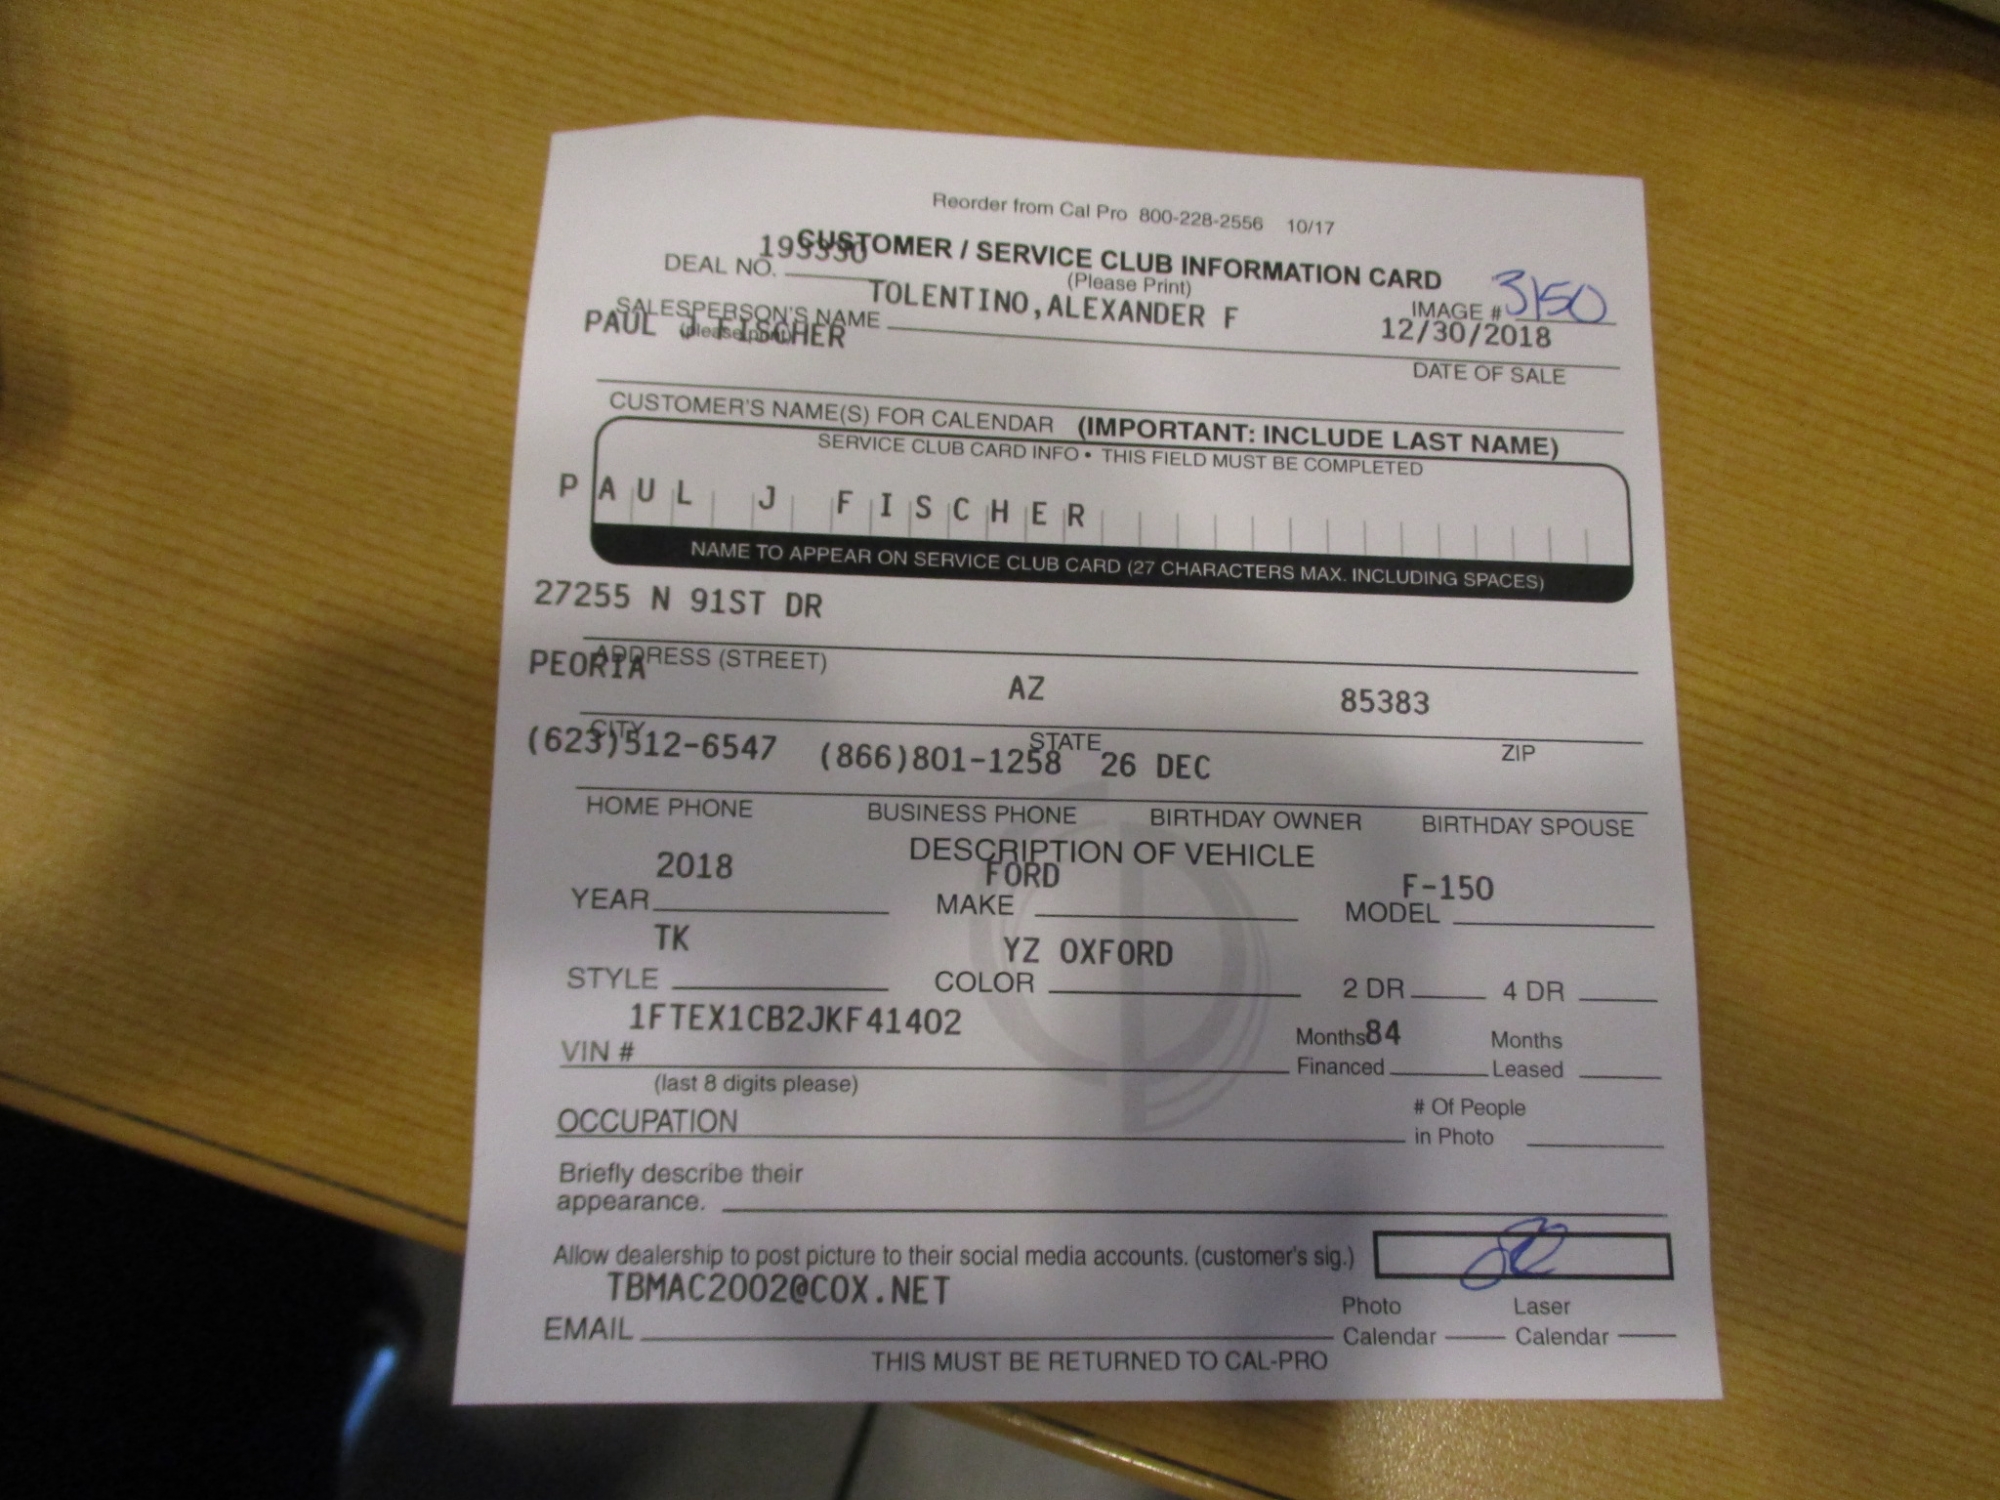 Reorder from Cal Pro 800-228-2556 10/17
CUSTOMER / SERVICE CLUB INFORMATION CARD
(Please Print)
DEAL NO. 193330
IMAGE # 3150
SALESPERSON'S NAME TOLENTINO,ALEXANDER F
(please print)
12/30/2018
PAUL J FISCHER
DATE OF SALE
CUSTOMER'S NAME(S) FOR CALENDAR (IMPORTANT: INCLUDE LAST NAME)
SERVICE CLUB CARD INFO • THIS FIELD MUST BE COMPLETED
PAUL J FISCHER
NAME TO APPEAR ON SERVICE CLUB CARD (27 CHARACTERS MAX. INCLUDING SPACES)
27255 N 91ST DR
ADDRESS (STREET)
PEORIA AZ 85383
CITY STATE ZIP
(623)512-6547 (866)801-1258 26 DEC
HOME PHONE BUSINESS PHONE BIRTHDAY OWNER BIRTHDAY SPOUSE
DESCRIPTION OF VEHICLE
2018 FORD F-150
YEAR MAKE MODEL
TK YZ OXFORD
STYLE COLOR 2 DR 4 DR
1FTEX1CB2JKF41402 Months 84 Months
VIN # Financed Leased
(last 8 digits please)
OCCUPATION # Of People
in Photo
Briefly describe their
appearance.
Allow dealership to post picture to their social media accounts. (customer's sig.)
TBMAC2002@COX.NET
Photo Laser
EMAIL Calendar Calendar
THIS MUST BE RETURNED TO CAL-PRO